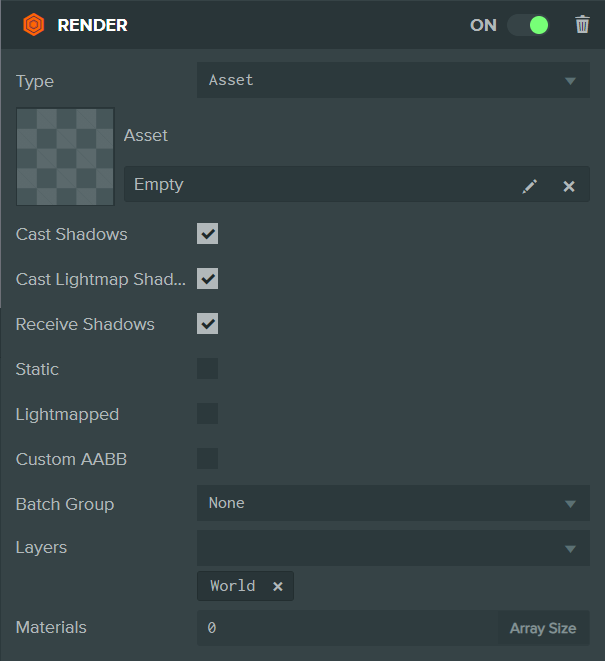 RENDER ON
Type Asset
Asset
Empty
Cast Shadows
Cast Lightmap Shad...
Receive Shadows
Static
Lightmapped
Custom AABB
Batch Group None
Layers
World
Materials 0 Array Size